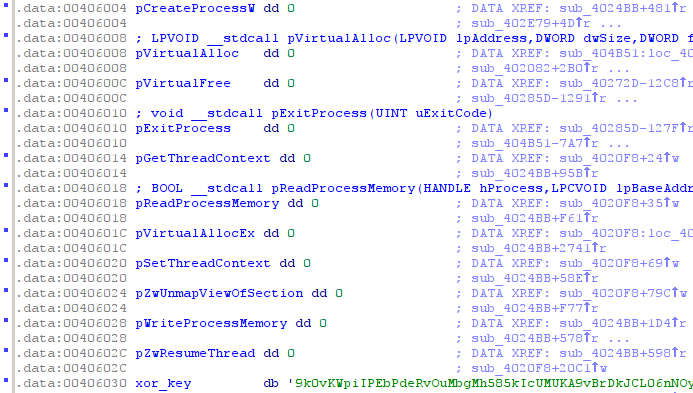 .data:00406004 pCreateProcessW dd 0 ; DATA XREF: sub_4024BB+481↑r
.data:00406004 ; sub_402E79+4D↑r ...
.data:00406008 ; LPVOID __stdcall pVirtualAlloc(LPVOID lpAddress,DWORD dwSize,DWORD f
.data:00406008 pVirtualAlloc dd 0 ; DATA XREF: sub_404B51:loc_40
.data:00406008 ; sub_402082+2B0↑r ...
.data:0040600C pVirtualFree dd 0 ; DATA XREF: sub_40272D-12C8↑r
.data:0040600C ; sub_40285D-1291↑r ...
.data:00406010 ; void __stdcall pExitProcess(UINT uExitCode)
.data:00406010 pExitProcess dd 0 ; DATA XREF: sub_40285D-127F↑r
.data:00406010 ; sub_404B51-7A7↑r ...
.data:00406014 pGetThreadContext dd 0 ; DATA XREF: sub_4020F8+24↑w
.data:00406014 ; sub_4024BB+95B↑r
.data:00406018 ; BOOL __stdcall pReadProcessMemory(HANDLE hProcess,LPCVOID lpBaseAddr
.data:00406018 pReadProcessMemory dd 0 ; DATA XREF: sub_4020F8+35↑w
.data:00406018 ; sub_4024BB+F61↑r
.data:0040601C pVirtualAllocEx dd 0 ; DATA XREF: sub_4020F8:loc_40
.data:0040601C ; sub_4024BB+274↑r
.data:00406020 pSetThreadContext dd 0 ; DATA XREF: sub_4020F8+69↑w
.data:00406020 ; sub_4024BB+58E↑r
.data:00406024 pZwUnmapViewOfSection dd 0 ; DATA XREF: sub_4020F8+79C↑w
.data:00406024 ; sub_4024BB+F77↑r
.data:00406028 pWriteProcessMemory dd 0 ; DATA XREF: sub_4024BB+1D4↑r
.data:00406028 ; sub_4024BB+578↑r ...
.data:0040602C pZwResumeThread dd 0 ; DATA XREF: sub_4024BB+598↑r
.data:0040602C ; sub_4020F8+20C↑w
.data:00406030 xor_key db '9kOvKWpiIPEbPdeRvOuMbgMh585kIcUMUKA9vBrDkJCLO6nNOy